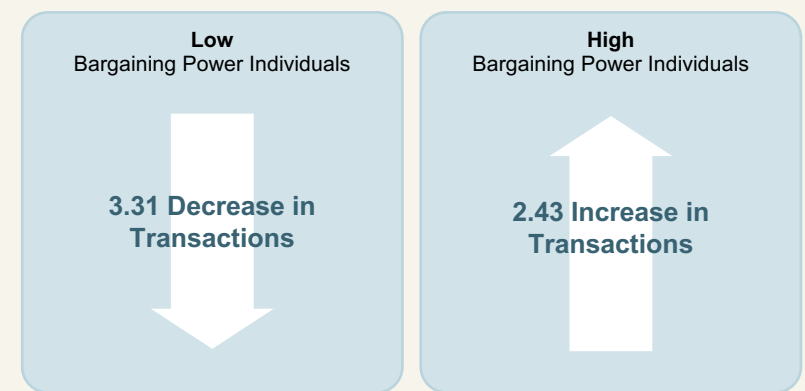 Low
Bargaining Power Individuals
3.31 Decrease in
Transactions
High
Bargaining Power Individuals
2.43 Increase in
Transactions